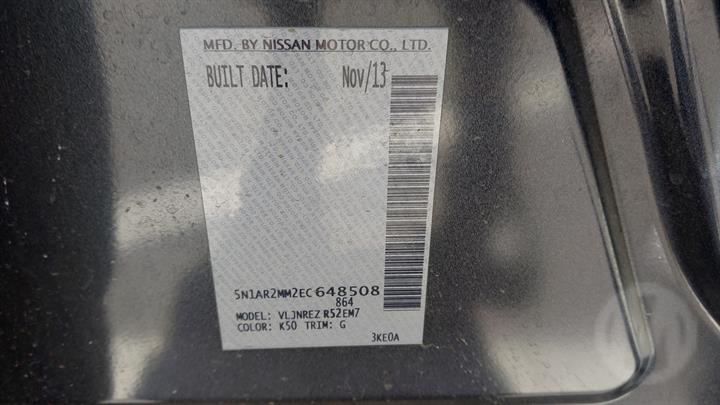 MFD. BY NISSAN MOTOR CO., LTD.
BUILT DATE: Nov/13
5N1AR2MM2EC648508
864
MODEL: VLJNREZ R52EM7
COLOR: K50 TRIM: G
3KE0A